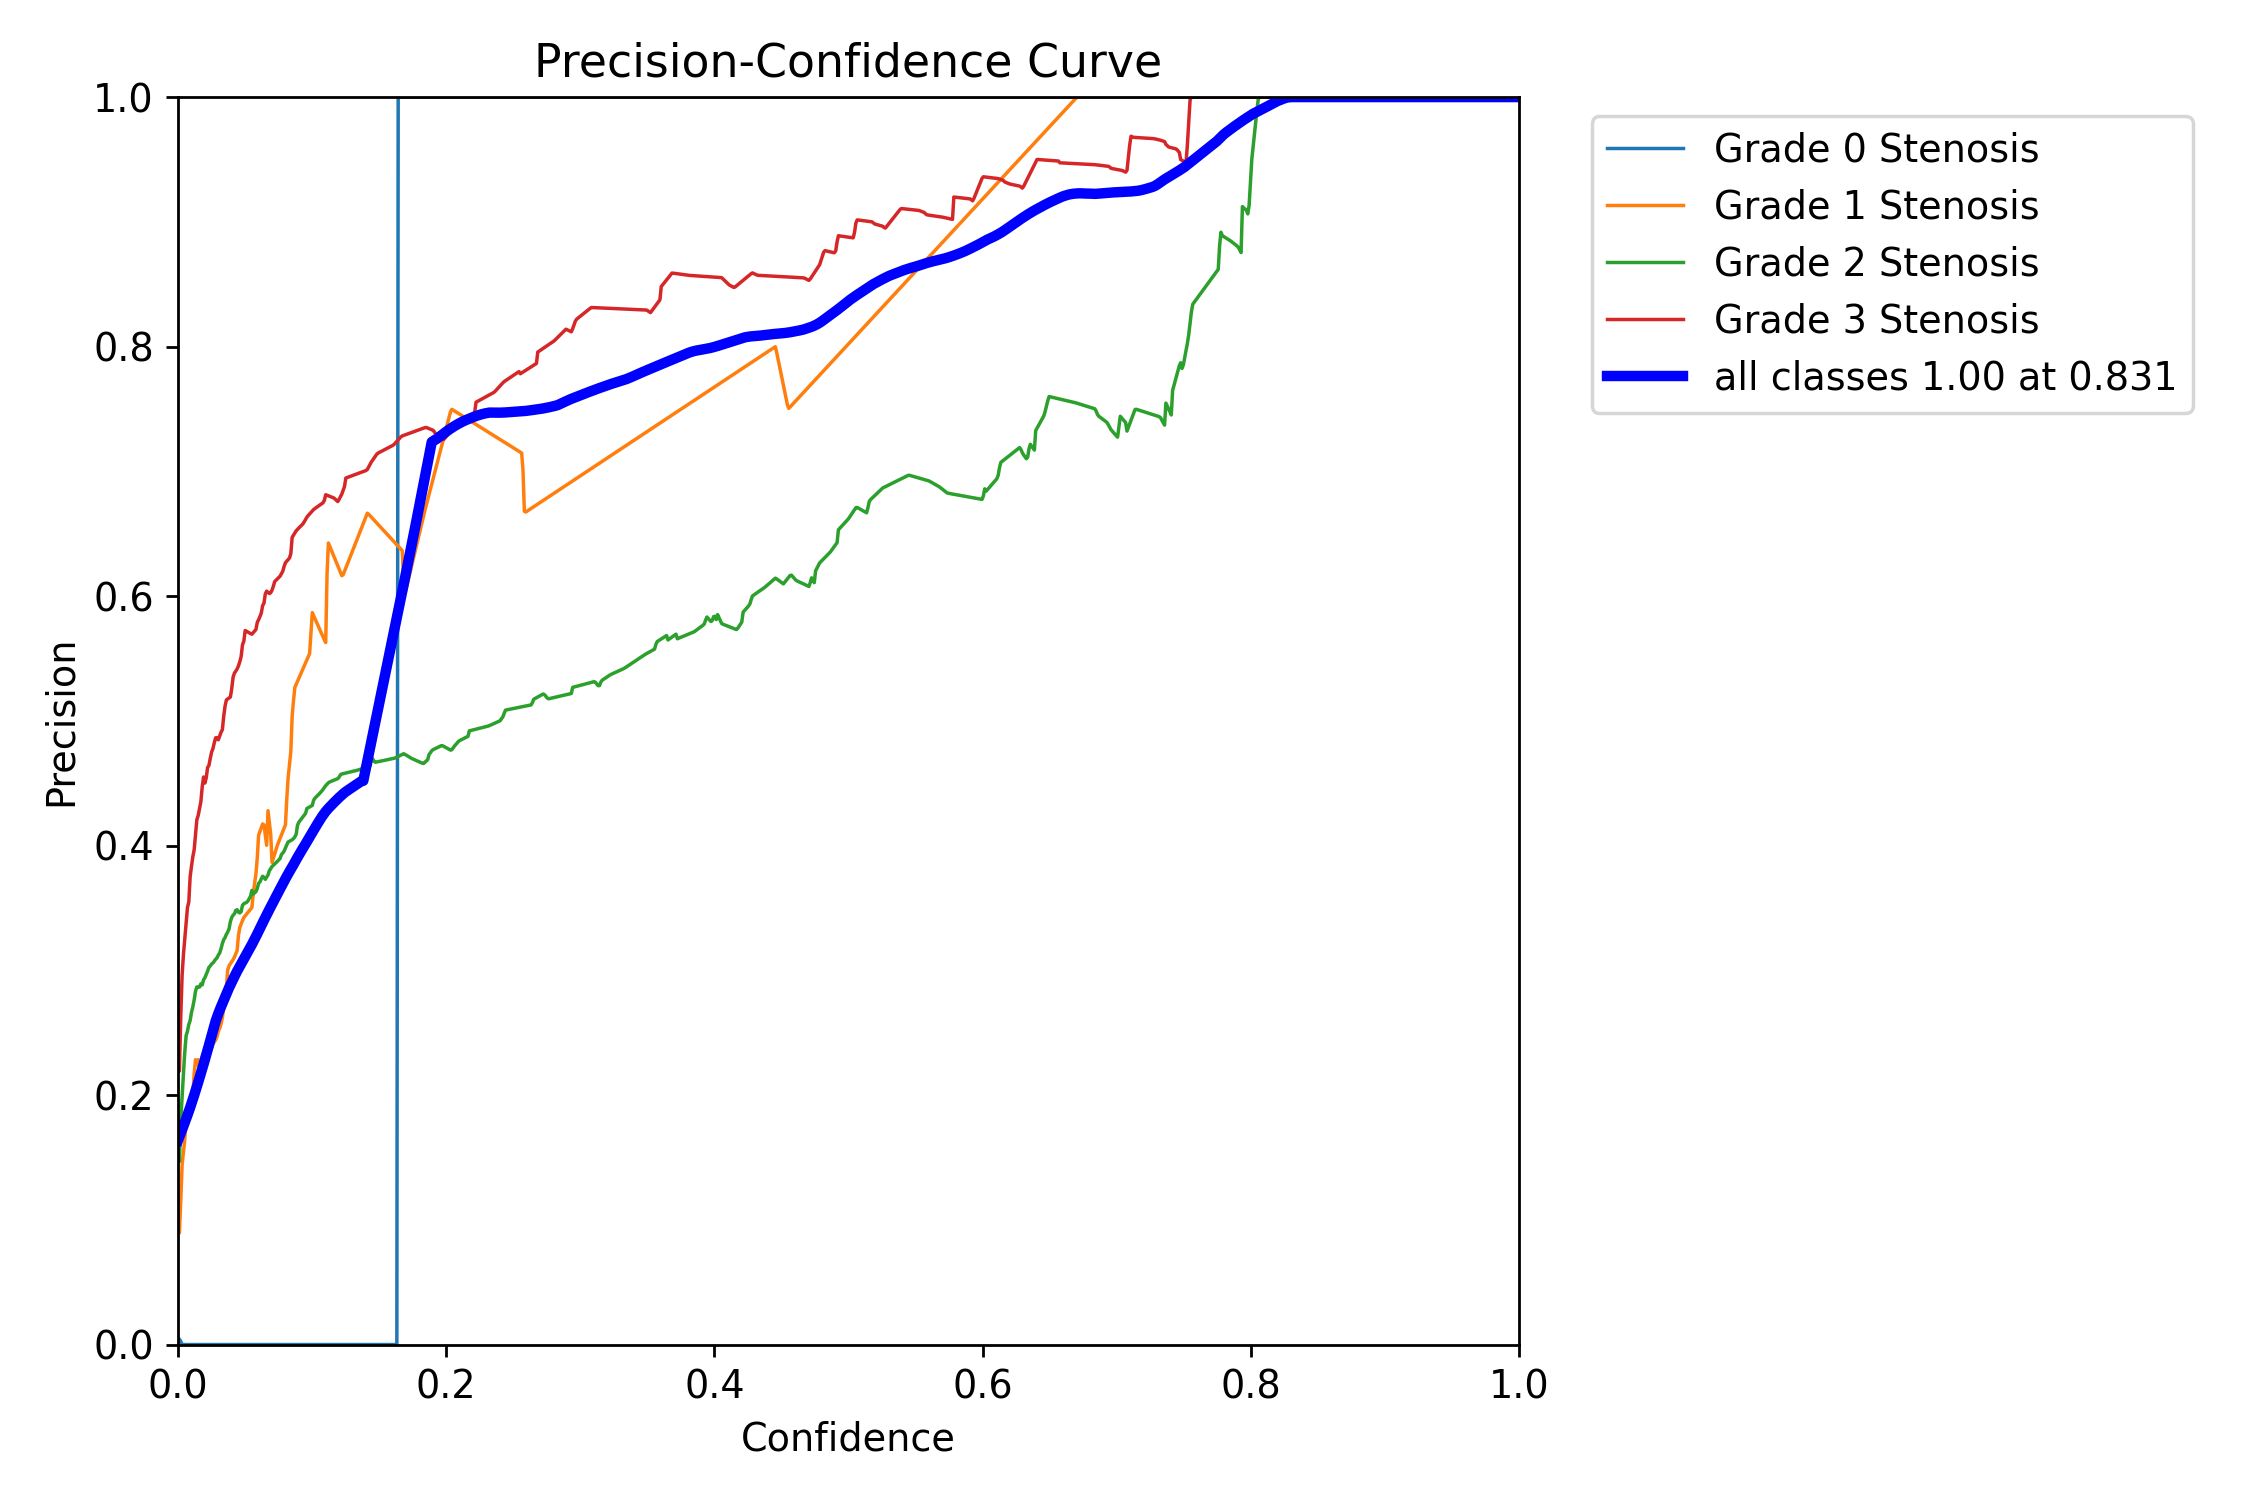 Precision-Confidence Curve
1.0
0.8
0.6
0.4
0.2
0.0
Precision
0.0 0.2 0.4 0.6 0.8 1.0
Confidence
Grade 0 Stenosis
Grade 1 Stenosis
Grade 2 Stenosis
Grade 3 Stenosis
all classes 1.00 at 0.831